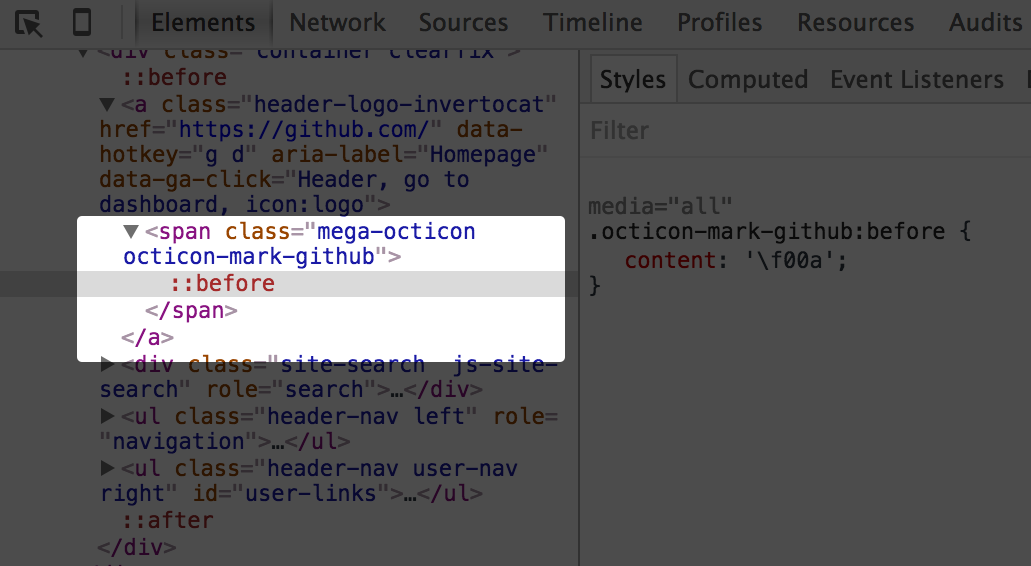 Elements Network Sources Timeline Profiles Resources Audits
<div class="container clearfix">
::before
▼<a class="header-logo-invertocat"
href="https://github.com/" data-
hotkey="g d" aria-label="Homepage"
data-ga-click="Header, go to
dashboard, icon:logo">
▼<span class="mega-octicon
octicon-mark-github">
::before
</span>
</a>
▶<div class="site-search  js-site-
search" role="search">…</div>
▶<ul class="header-nav left" role=
"navigation">…</ul>
▶<ul class="header-nav user-nav
right" id="user-links">…</ul>
::after
</div>
Styles Computed Event Listeners
Filter
media="all"
.octicon-mark-github:before {
content: '\f00a';
}